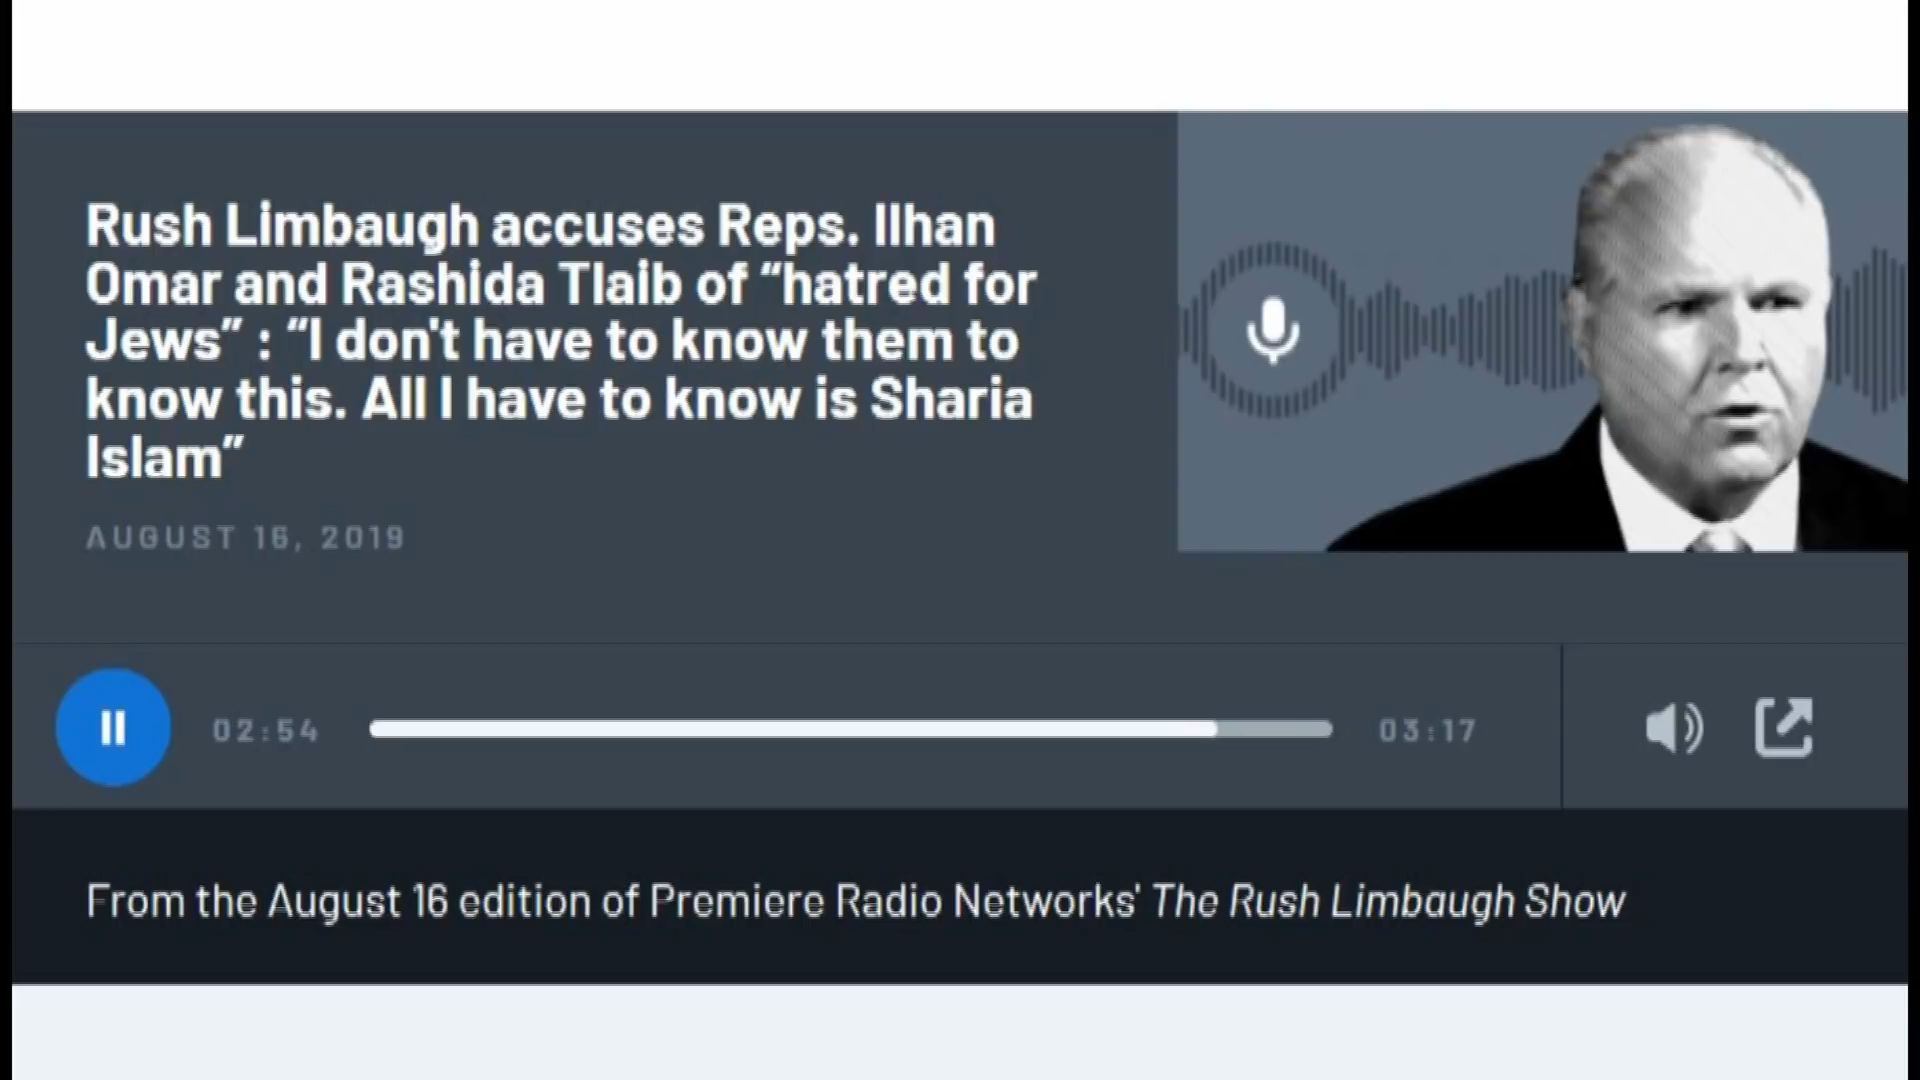 Rush Limbaugh accuses Reps. Ilhan
Omar and Rashida Tlaib of “hatred for
Jews” : “I don't have to know them to
know this. All I have to know is Sharia
Islam”
AUGUST 16, 2019
02:54
03:17
From the August 16 edition of Premiere Radio Networks' The Rush Limbaugh Show